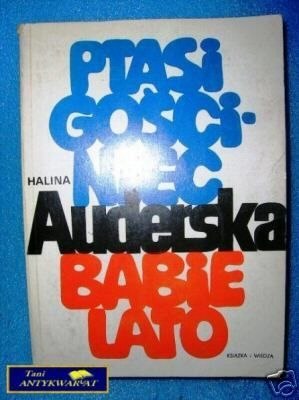 PTASI
GOŚCI-
NIEC
HALINA
Auderska
BABIE
LATO
KSIĄŻKA i WIEDZA
Tani
ANTYKWARIAT